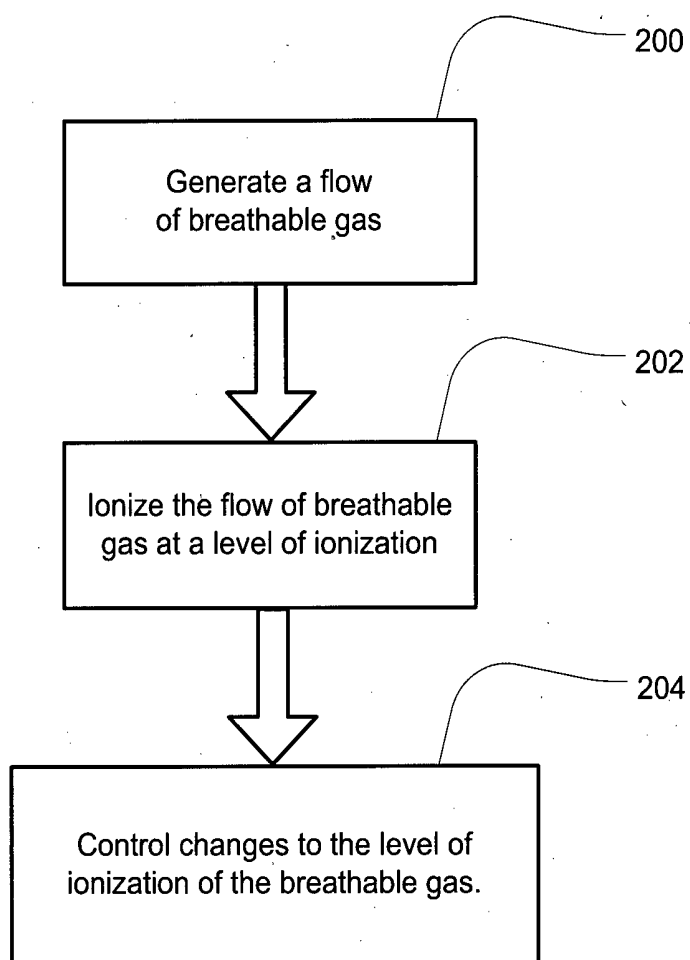 200
Generate a flow
of breathable gas
202
Ionize the flow of breathable
gas at a level of ionization
204
Control changes to the level of
ionization of the breathable gas.